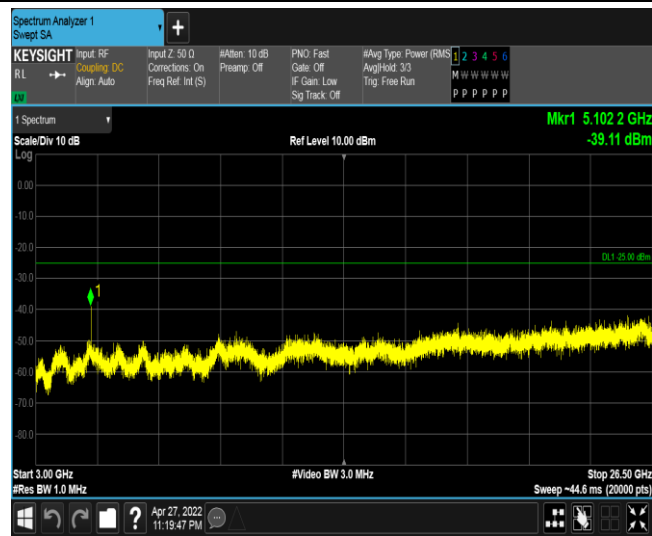 Spectrum Analyzer 1
Swept SA
+
KEYSIGHT
RL
Input: RF
Coupling: DC
Align: Auto
Input Z: 50 Ω
Corrections: On
Freq Ref: Int (S)
#Atten: 10 dB
Preamp: Off
PNO: Fast
Gate: Off
IF Gain: Low
Sig Track: Off
#Avg Type: Power (RMS
Avg|Hold: 3/3
Trig: Free Run
1 2 3 4 5 6
M W W W W W
P P P P P P
1 Spectrum
Scale/Div 10 dB
Ref Level 10.00 dBm
Mkr1 5.102 2 GHz
-39.11 dBm
Log
0.00
-10.0
-20.0
-30.0
-40.0
-50.0
-60.0
-70.0
-80.0
DL1 -25.00 dBm
1
Start 3.00 GHz
#Res BW 1.0 MHz
#Video BW 3.0 MHz
Stop 26.50 GHz
Sweep ~44.6 ms (20000 pts)
?
Apr 27, 2022
11:19:47 PM